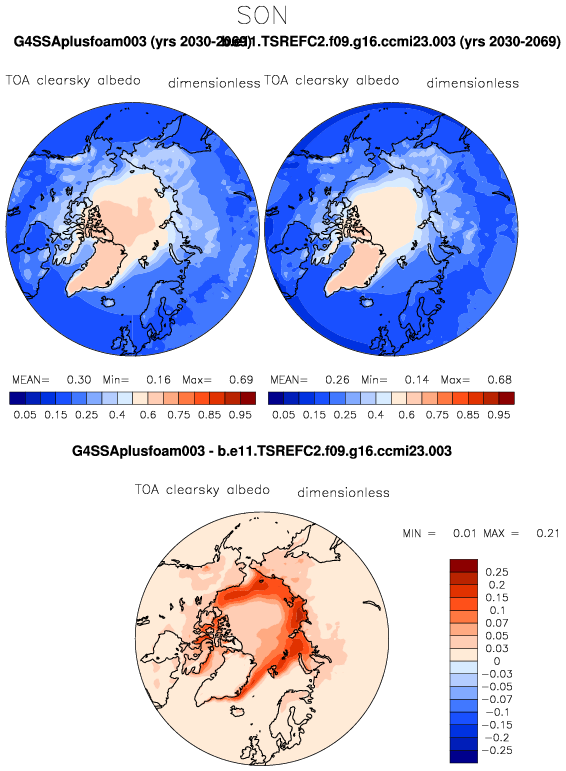 SON
G4SSAplusfoam003 (yrs 2030-2069) b.e11.TSREFC2.f09.g16.ccmi23.003 (yrs 2030-2069)
TOA clearsky albedo dimensionless TOA clearsky albedo dimensionless
MEAN= 0.30 Min= 0.16 Max= 0.69 MEAN= 0.26 Min= 0.14 Max= 0.68
0.05 0.15 0.25 0.4 0.6 0.75 0.85 0.95 0.05 0.15 0.25 0.4 0.6 0.75 0.85 0.95
G4SSAplusfoam003 - b.e11.TSREFC2.f09.g16.ccmi23.003
TOA clearsky albedo dimensionless
MIN = 0.01 MAX = 0.21
0.25
0.2
0.15
0.1
0.07
0.05
0.03
0
-0.03
-0.05
-0.07
-0.1
-0.15
-0.2
-0.25